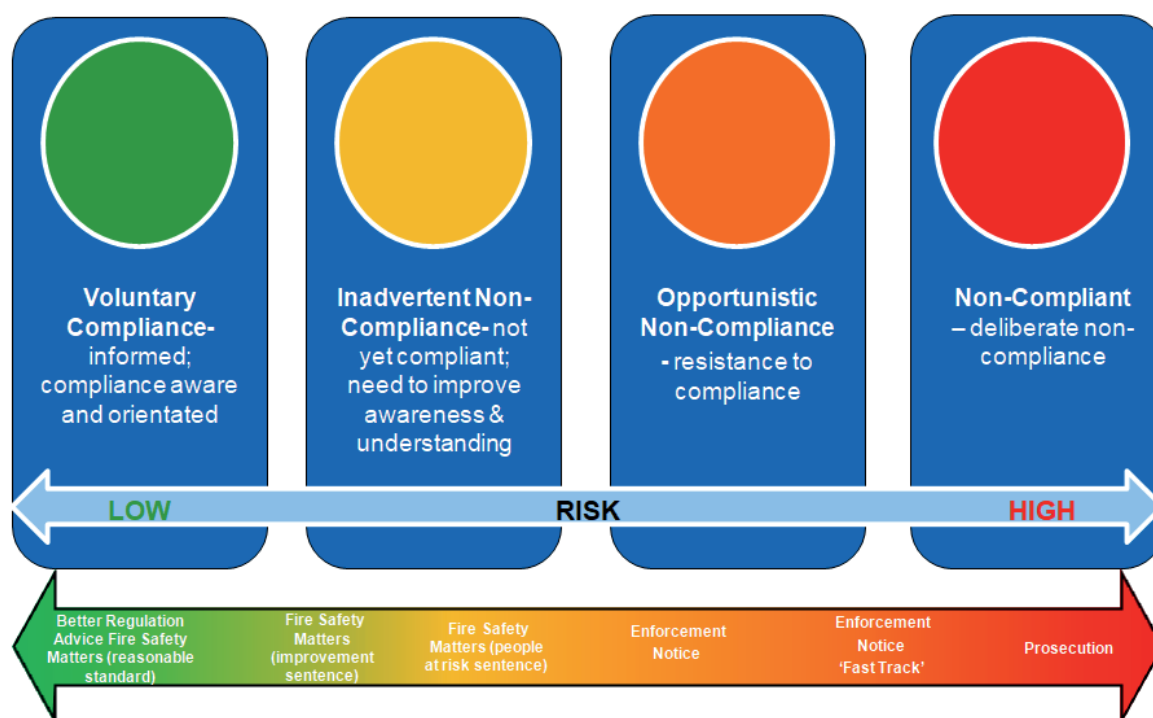 Voluntary
Compliance-
informed;
compliance aware
and orientated
Inadvertent Non-
Compliance- not
yet compliant;
need to improve
awareness &
understanding
Opportunistic
Non-Compliance
- resistance to
compliance
Non-Compliant
– deliberate non-
compliance
LOW
RISK
HIGH
Better Regulation
Advice Fire Safety
Matters (reasonable
standard)
Fire Safety
Matters
(improvement
sentence)
Fire Safety
Matters (people
at risk sentence)
Enforcement
Notice
Enforcement
Notice
‘Fast Track’
Prosecution